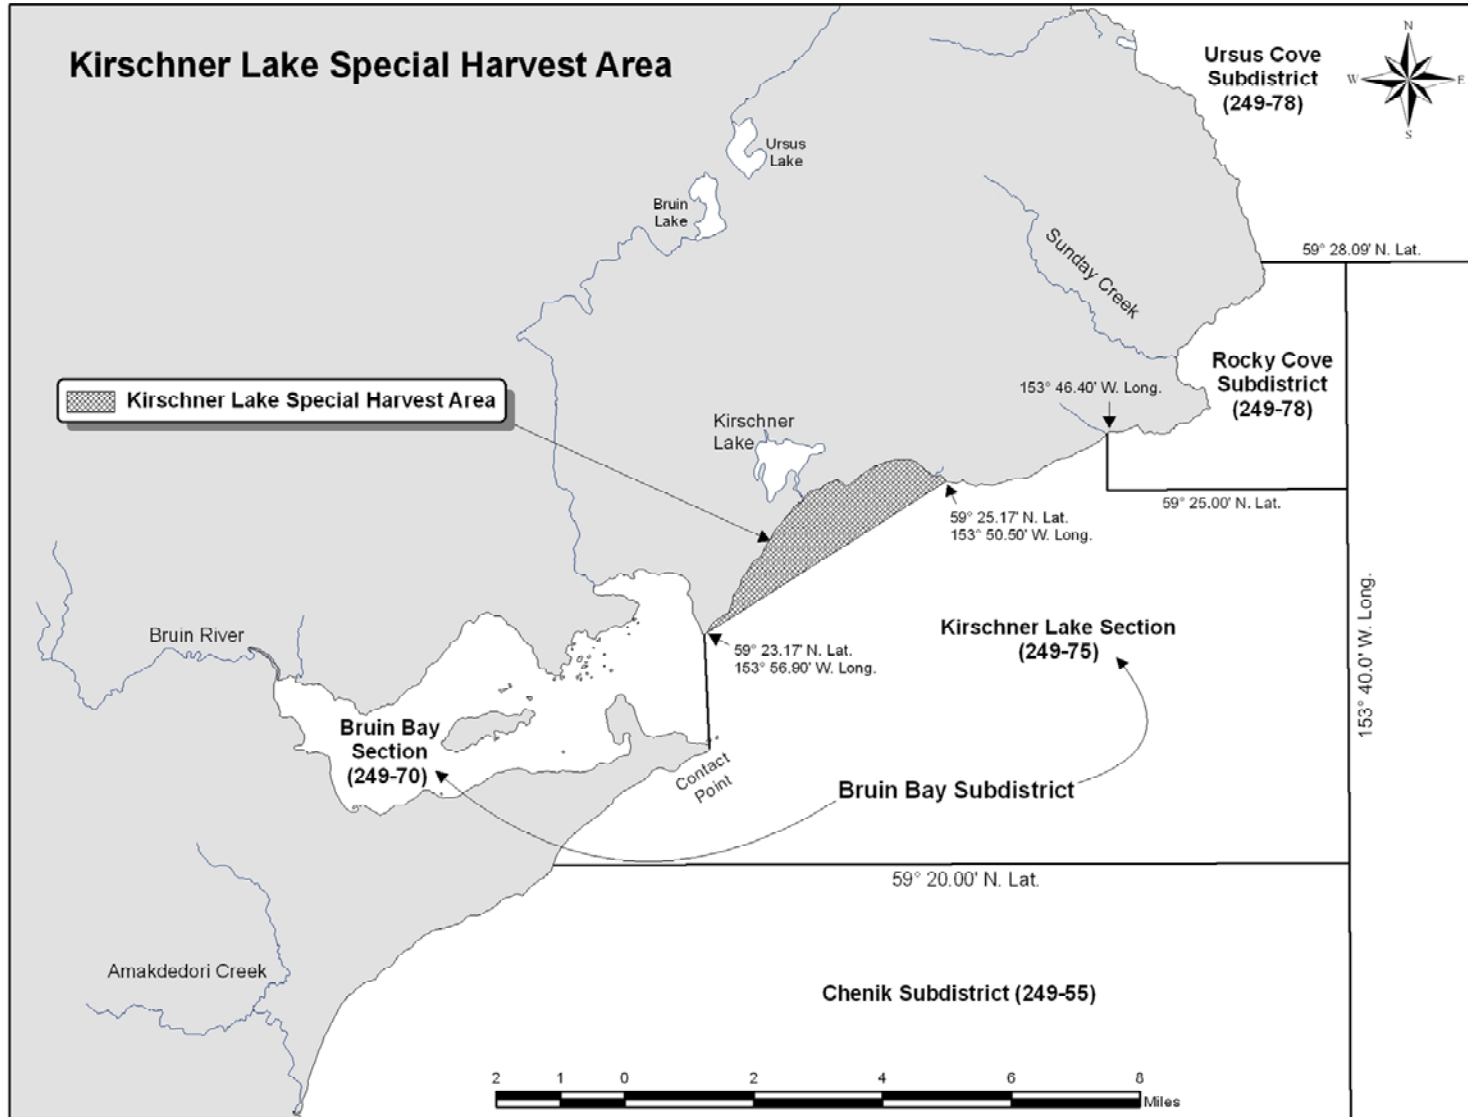 Kirschner Lake Special Harvest Area
Ursus Cove
Subdistrict
(249-78)
N
W
E
S
Ursus
Lake
Bruin
Lake
Sunday Creek
59° 28.09' N. Lat.
Rocky Cove
Subdistrict
(249-78)
153° 46.40' W. Long.
Kirschner Lake Special Harvest Area
Kirschner
Lake
59° 25.00' N. Lat.
59° 25.17' N. Lat.
153° 50.50' W. Long.
153° 40.0' W. Long.
Bruin River
Kirschner Lake Section
(249-75)
59° 23.17' N. Lat.
153° 56.90' W. Long.
Bruin Bay
Section
(249-70)
Contact
Point
Bruin Bay Subdistrict
59° 20.00' N. Lat.
Amakdedori Creek
Chenik Subdistrict (249-55)
2 1 0 2 4 6 8
Miles